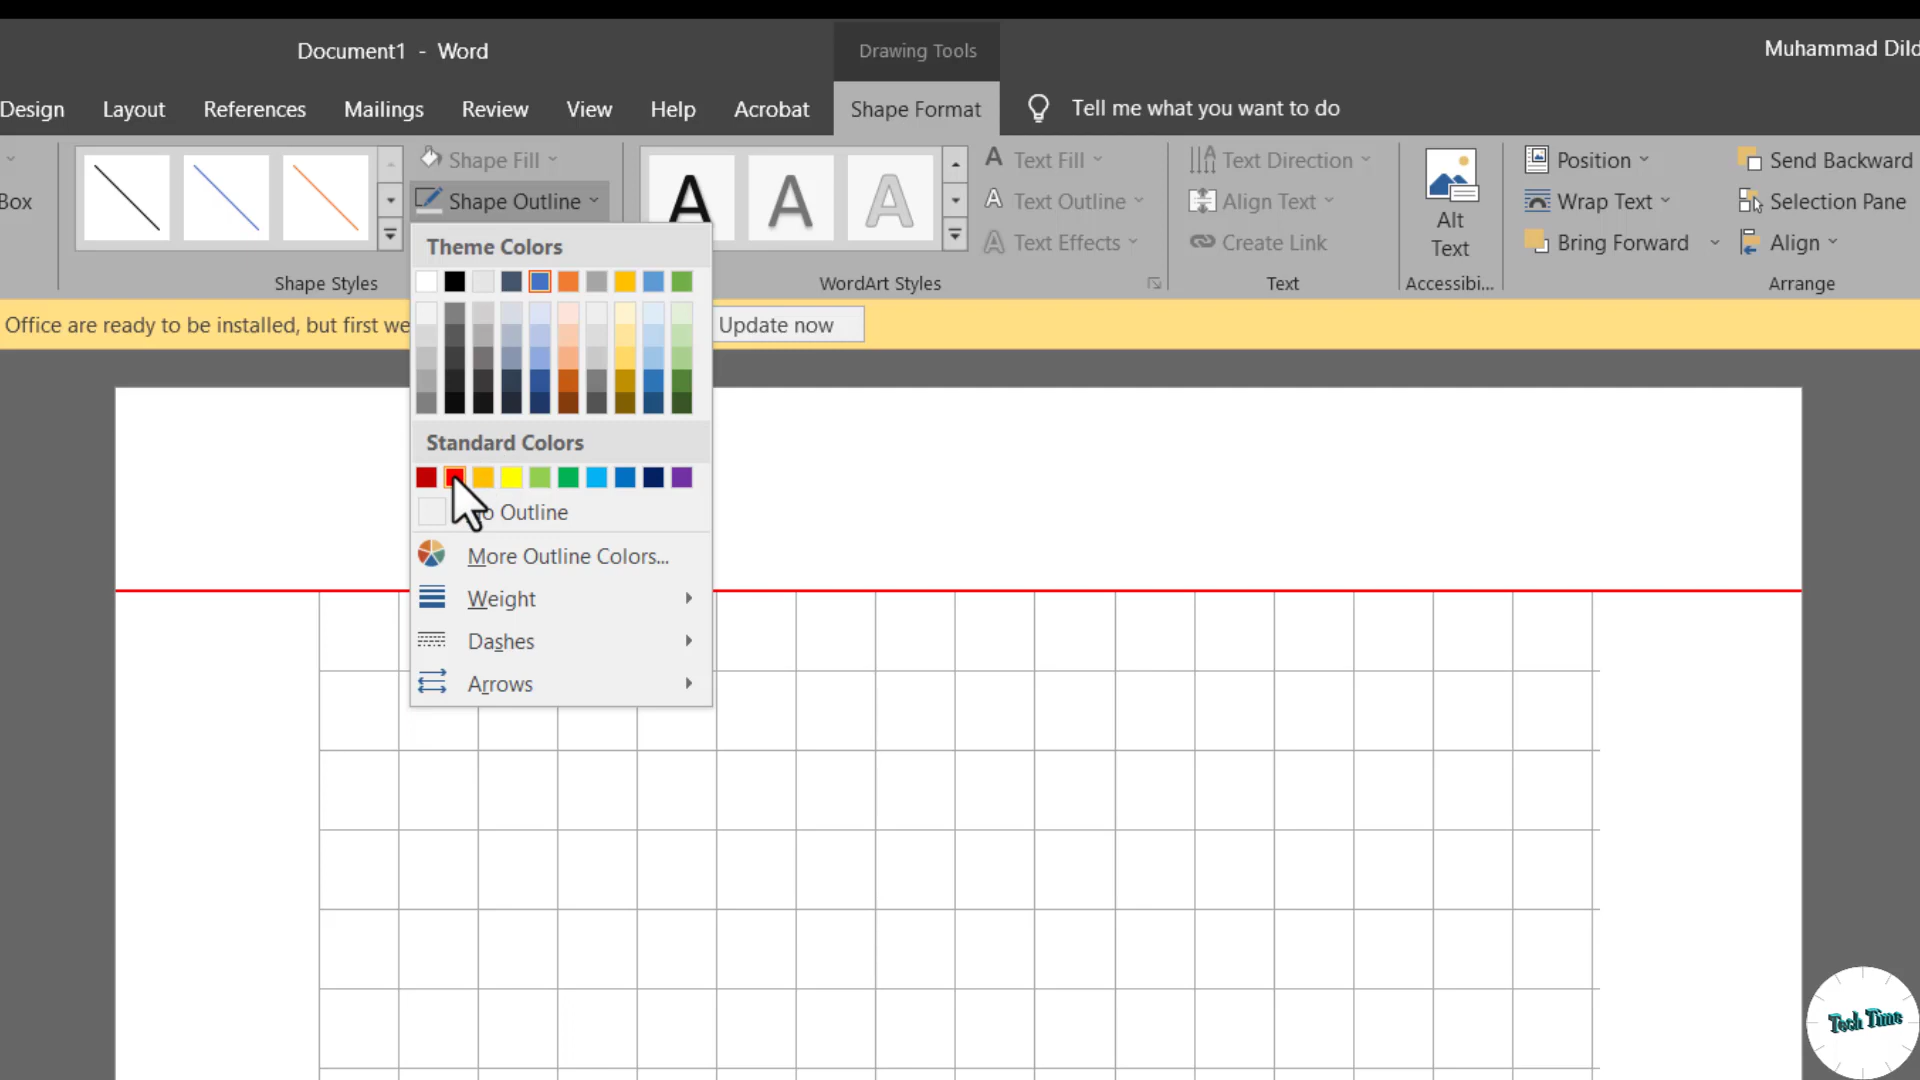 Document1 - Word
Drawing Tools
Muhammad Dild
Design Layout References Mailings Review View Help Acrobat Shape Format Tell me what you want to do
Box
Shape Fill
Shape Outline
Shape Styles
A A A
WordArt Styles
A Text Fill
A Text Outline
A Text Effects
Text Direction
Align Text
Create Link
Text
Alt
Text
Accessibi...
Position
Wrap Text
Bring Forward
Send Backward
Selection Pane
Align
Arrange
Office are ready to be installed, but first we
Update now
Theme Colors
Standard Colors
Outline
More Outline Colors...
Weight
Dashes
Arrows
Tech Time